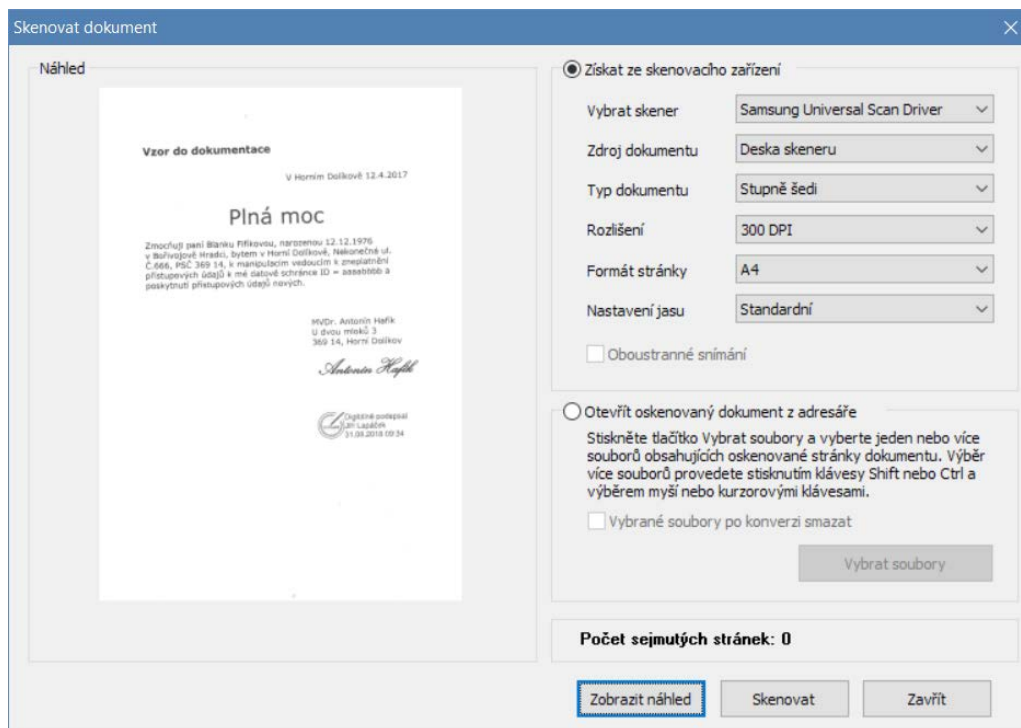 Skenovat dokument
Náhled
Vzor do dokumentace
V Horním Dolíkově 12.4.2017
Plná moc
Zmocňuji paní Blanku Fifíkovou, narozenou 12.12.1976
v Bořivojově Hradci, bytem v Horní Dolíkově, Nekonečná ul.
Č.666, PSČ 369 14, k manipulacím vedoucím k zneplatnění
přístupových údajů k mé datové schránce ID = aaaabbbb a
poskytnutí přístupových údajů nových.
MVDr. Antonín Hafík
U dvou mloků 3
369 14, Horní Dolíkov
Antonín Hafík
Digitálně podepsal
Jiří Lapáček
31.08.2018 09:54
Získat ze skenovacího zařízení
Vybrat skener Samsung Universal Scan Driver
Zdroj dokumentu Deska skeneru
Typ dokumentu Stupně šedi
Rozlišení 300 DPI
Formát stránky A4
Nastavení jasu Standardní
Oboustranné snímání
Otevřít oskenovaný dokument z adresáře
Stiskněte tlačítko Vybrat soubory a vyberte jeden nebo více
souborů obsahujících oskenované stránky dokumentu. Výběr
více souborů provedete stisknutím klávesy Shift nebo Ctrl a
výběrem myší nebo kurzorovými klávesami.
Vybrané soubory po konverzi smazat
Vybrat soubory
Počet sejmutých stránek: 0
Zobrazit náhled Skenovat Zavřít